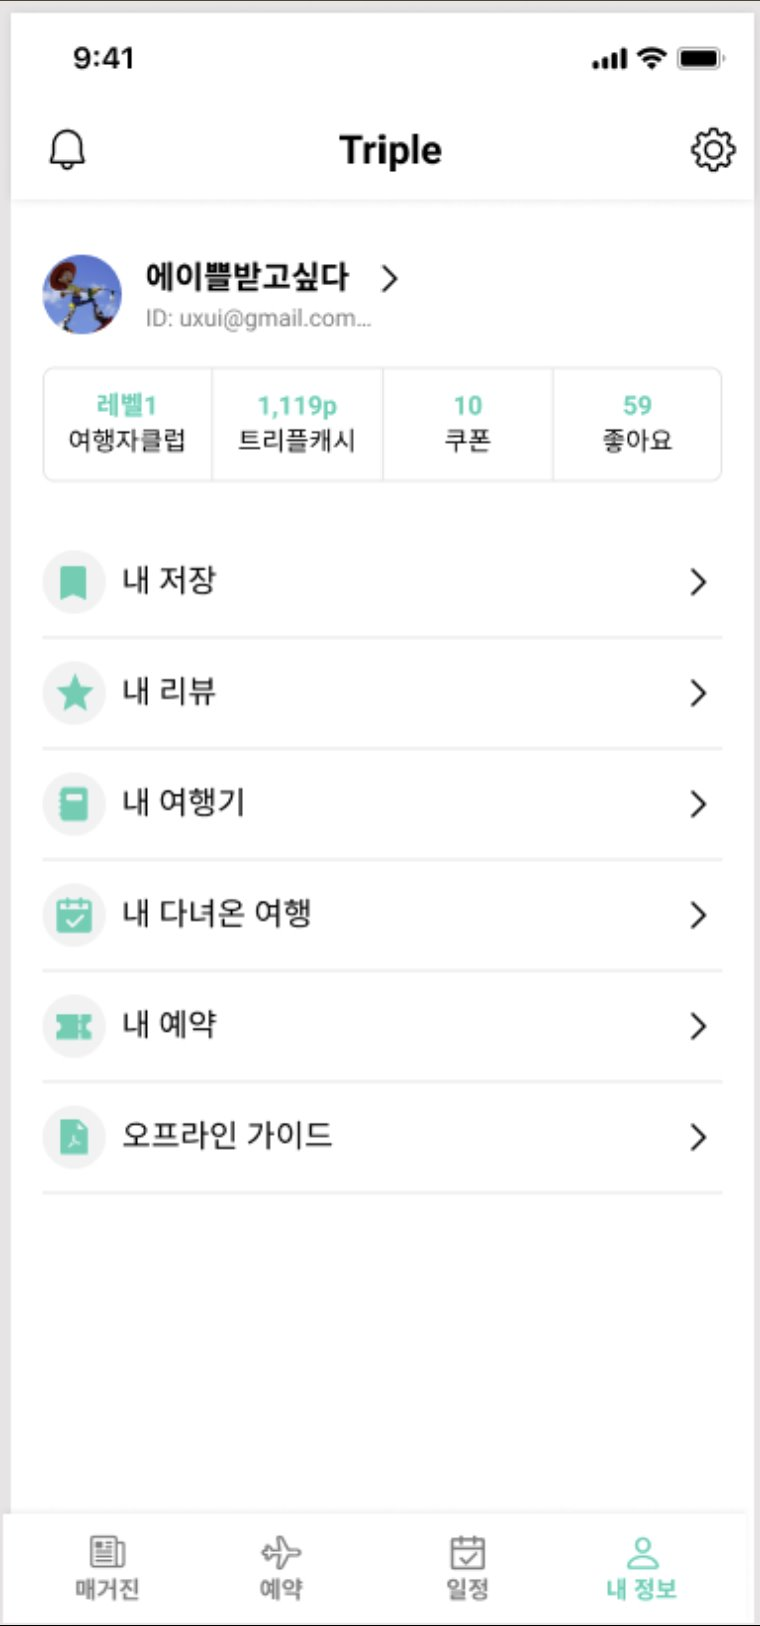 9:41
Triple
에이쁠받고싶다
ID: uxui@gmail.com...
레벨1
여행자클럽
1,119p
트리플캐시
10
쿠폰
59
좋아요
내 저장
내 리뷰
내 여행기
내 다녀온 여행
내 예약
오프라인 가이드
매거진
예약
일정
내 정보